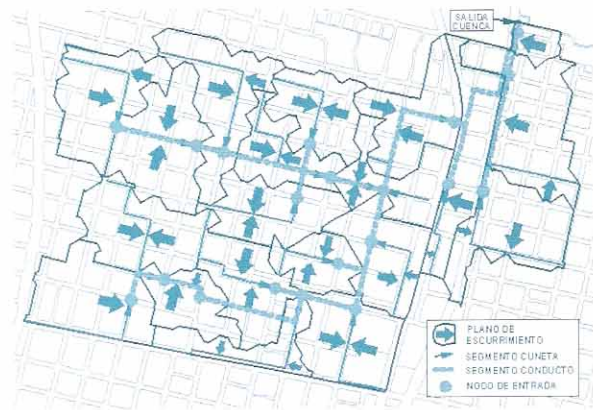 SALIDA
CUENCA
PLANO DE
ESCURRIMIENTO
SEGMENTO CUNETA
SEGMENTO CONDUCTO
NODO DE ENTRADA